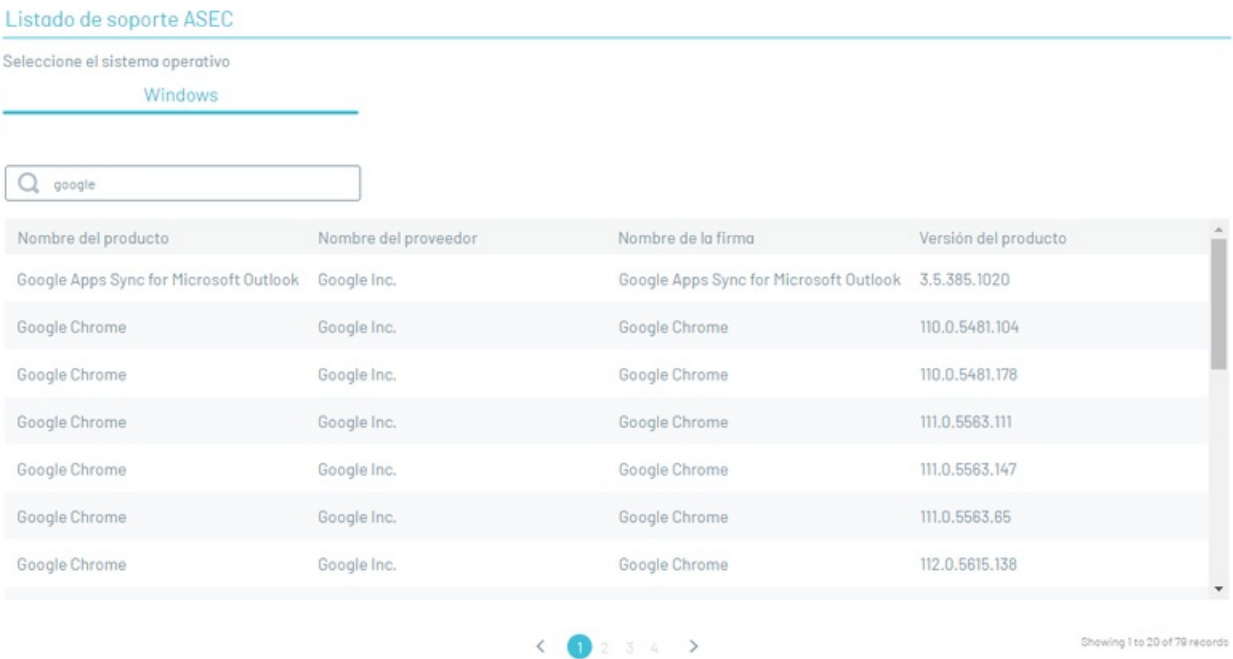 Listado de soporte ASEC
Seleccione el sistema operativo
Windows
google
Nombre del producto Nombre del proveedor Nombre de la firma Versión del producto
Google Apps Sync for Microsoft Outlook Google Inc. Google Apps Sync for Microsoft Outlook 3.5.385.1020
Google Chrome Google Inc. Google Chrome 110.0.5481.104
Google Chrome Google Inc. Google Chrome 110.0.5481.178
Google Chrome Google Inc. Google Chrome 111.0.5563.111
Google Chrome Google Inc. Google Chrome 111.0.5563.147
Google Chrome Google Inc. Google Chrome 111.0.5563.65
Google Chrome Google Inc. Google Chrome 112.0.5615.138
< 1 2 3 4 > Showing 1 to 20 of 79 records